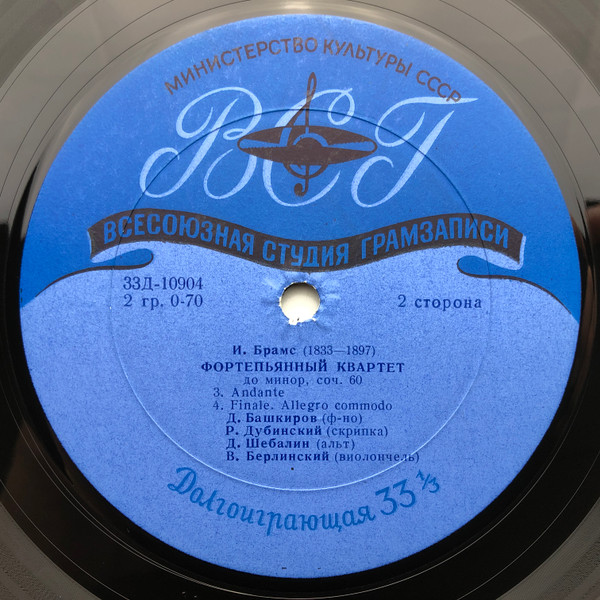 МИНИСТЕРСТВО КУЛЬТУРЫ СССР
ВСГ
ВСЕСОЮЗНАЯ СТУДИЯ ГРАМЗАПИСИ
33Д-10904
2 гр. 0-70
2 сторона
И. Брамс (1833—1897)
ФОРТЕПЬЯННЫЙ КВАРТЕТ
до минор, соч. 60
3. Andante
4. Finale. Allegro commodo
Д. Башкиров (ф-но)
Р. Дубинский (скрипка)
Д. Шебалин (альт)
В. Берлинский (виолончель)
Долгоиграющая 33 1/3